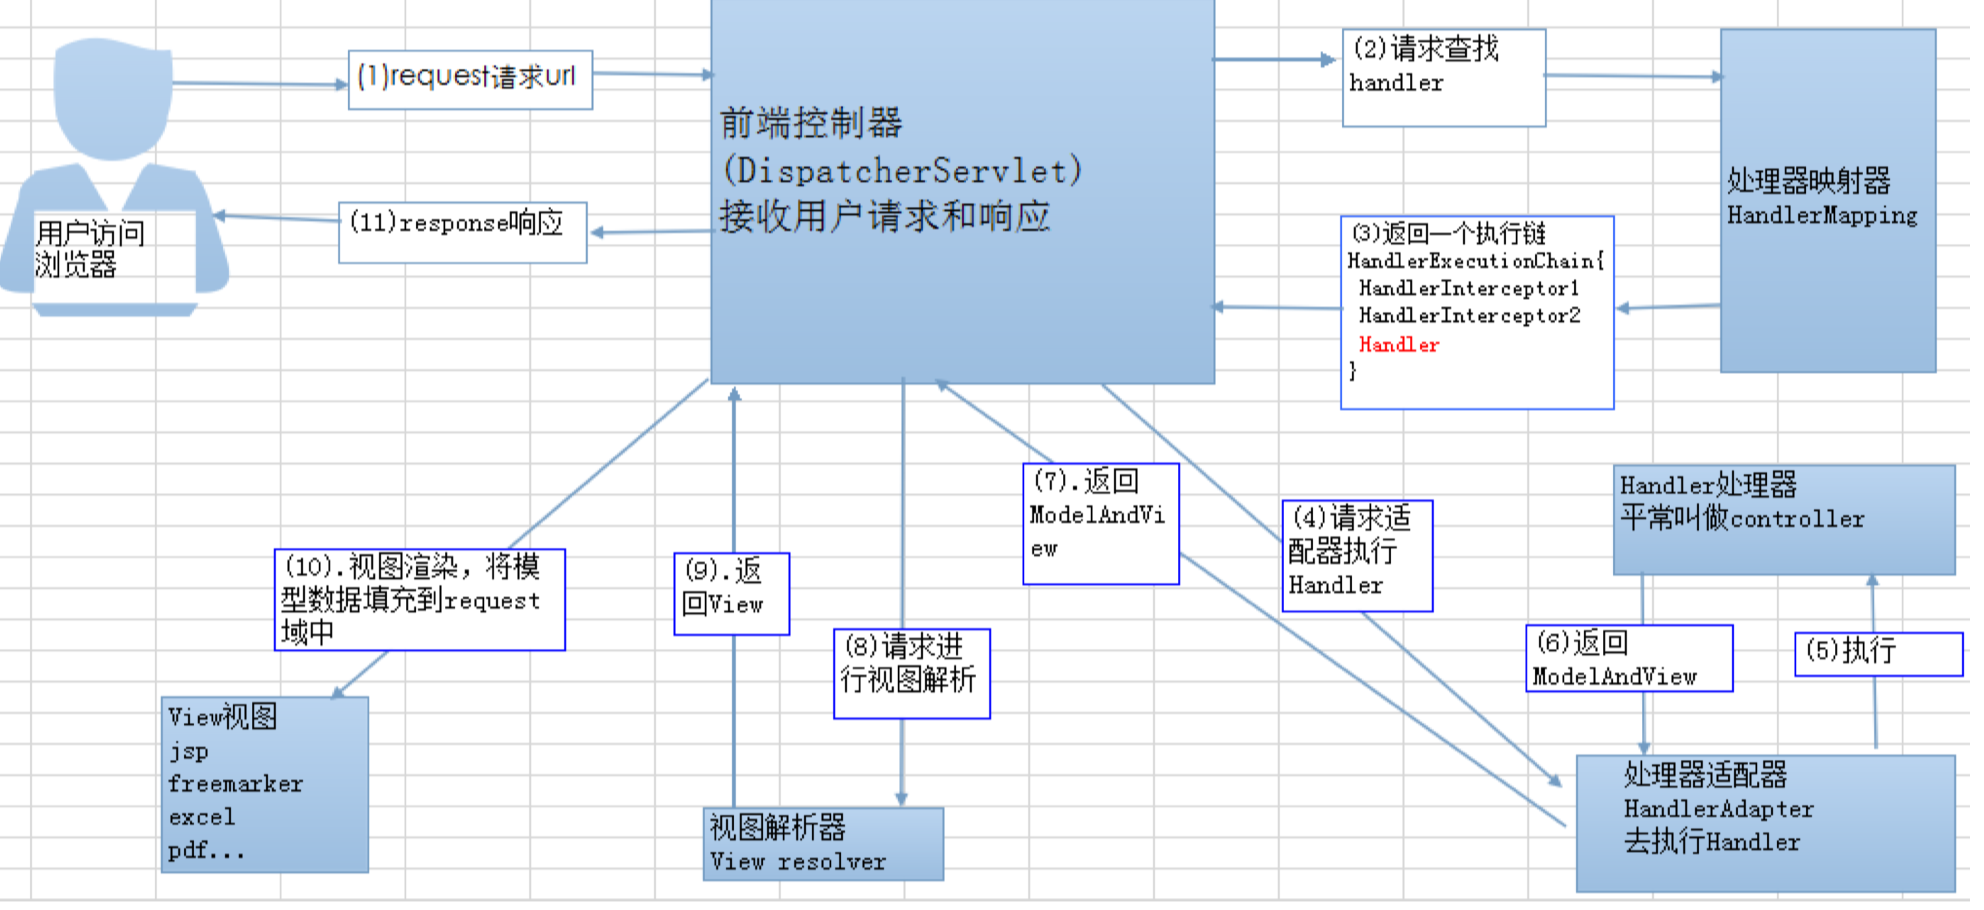 (1)request请求url
(2)请求查找
handler
前端控制器
(DispatcherServlet)
接收用户请求和响应
处理器映射器
HandlerMapping
用户访问
浏览器
(11)response响应
(3)返回一个执行链
HandlerExecutionChain{
HandlerInterceptor1
HandlerInterceptor2
Handler
}
(7).返回
ModelAndVi
ew
(4)请求适
配器执行
Handler
Handler处理器
平常叫做controller
(10).视图渲染，将模
型数据填充到request
域中
(9).返
回View
(8)请求进
行视图解析
(6)返回
ModelAndView
(5)执行
View视图
jsp
freemarker
excel
pdf...
视图解析器
View resolver
处理器适配器
HandlerAdapter
去执行Handler